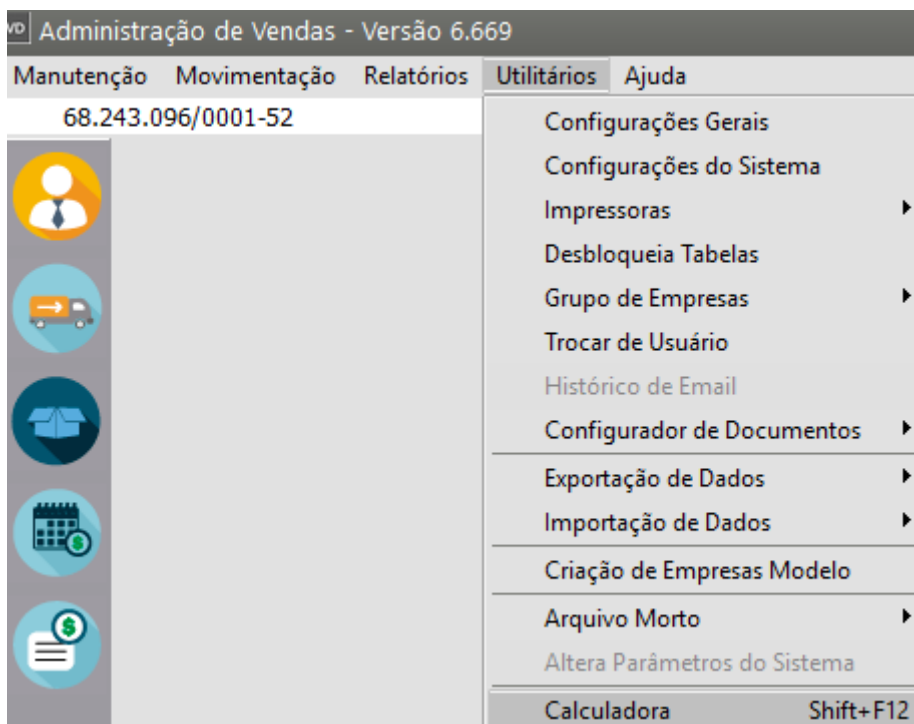 VD Administração de Vendas - Versão 6.669
Manutenção Movimentação Relatórios Utilitários Ajuda
68.243.096/0001-52
Configurações Gerais
Configurações do Sistema
Impressoras
Desbloqueia Tabelas
Grupo de Empresas
Trocar de Usuário
Histórico de Email
Configurador de Documentos
Exportação de Dados
Importação de Dados
Criação de Empresas Modelo
Arquivo Morto
Altera Parâmetros do Sistema
Calculadora Shift+F12
$
$